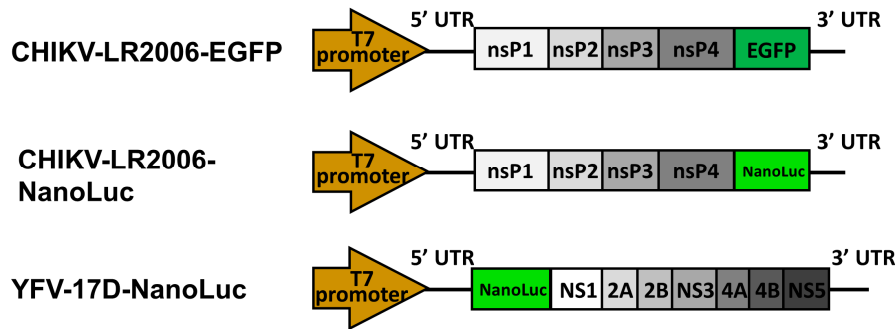 CHIKV-LR2006-EGFP
T7 promoter
5’ UTR
nsP1 nsP2 nsP3 nsP4 EGFP
3’ UTR
CHIKV-LR2006-
NanoLuc
T7 promoter
5’ UTR
nsP1 nsP2 nsP3 nsP4 NanoLuc
3’ UTR
YFV-17D-NanoLuc
T7 promoter
5’ UTR
NanoLuc NS1 2A 2B NS3 4A 4B NS5
3’ UTR